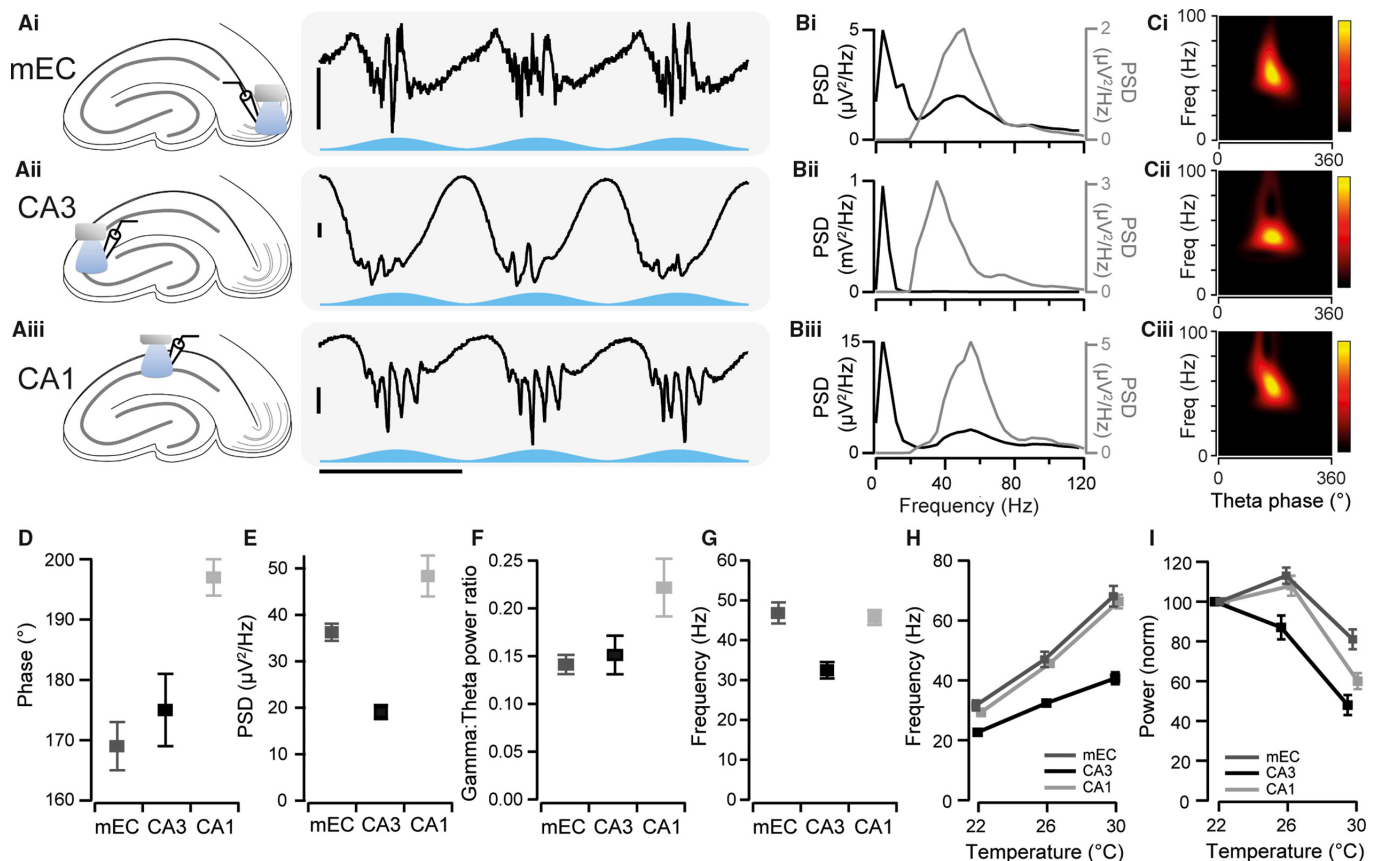 Ai
mEC
Bi
5
PSD
(µV²/Hz)
0
2
PSD
(µV²/Hz)
0
Ci
100
Freq (Hz)
0
0
360
Aii
CA3
Bii
1
PSD
(mV²/Hz)
0
3
PSD
(µV²/Hz)
0
Cii
100
Freq (Hz)
0
0
360
Aiii
CA1
Biii
15
PSD
(µV²/Hz)
0
5
PSD
(µV²/Hz)
0
0 40 80 120
Frequency (Hz)
Ciii
100
Freq (Hz)
0
0
360
Theta phase (°)
D
200
190
180
170
160
Phase (°)
mEC CA3 CA1
E
50
40
30
20
10
0
PSD (µV²/Hz)
mEC CA3 CA1
F
0.25
0.20
0.15
0.10
0.05
0.00
Gamma:Theta power ratio
mEC CA3 CA1
G
60
50
40
30
20
10
0
Frequency (Hz)
mEC CA3 CA1
H
80
60
40
20
0
Frequency (Hz)
mEC
CA3
CA1
22 26 30
Temperature (°C)
I
120
100
80
60
40
20
0
Power (norm)
mEC
CA3
CA1
22 26 30
Temperature (°C)